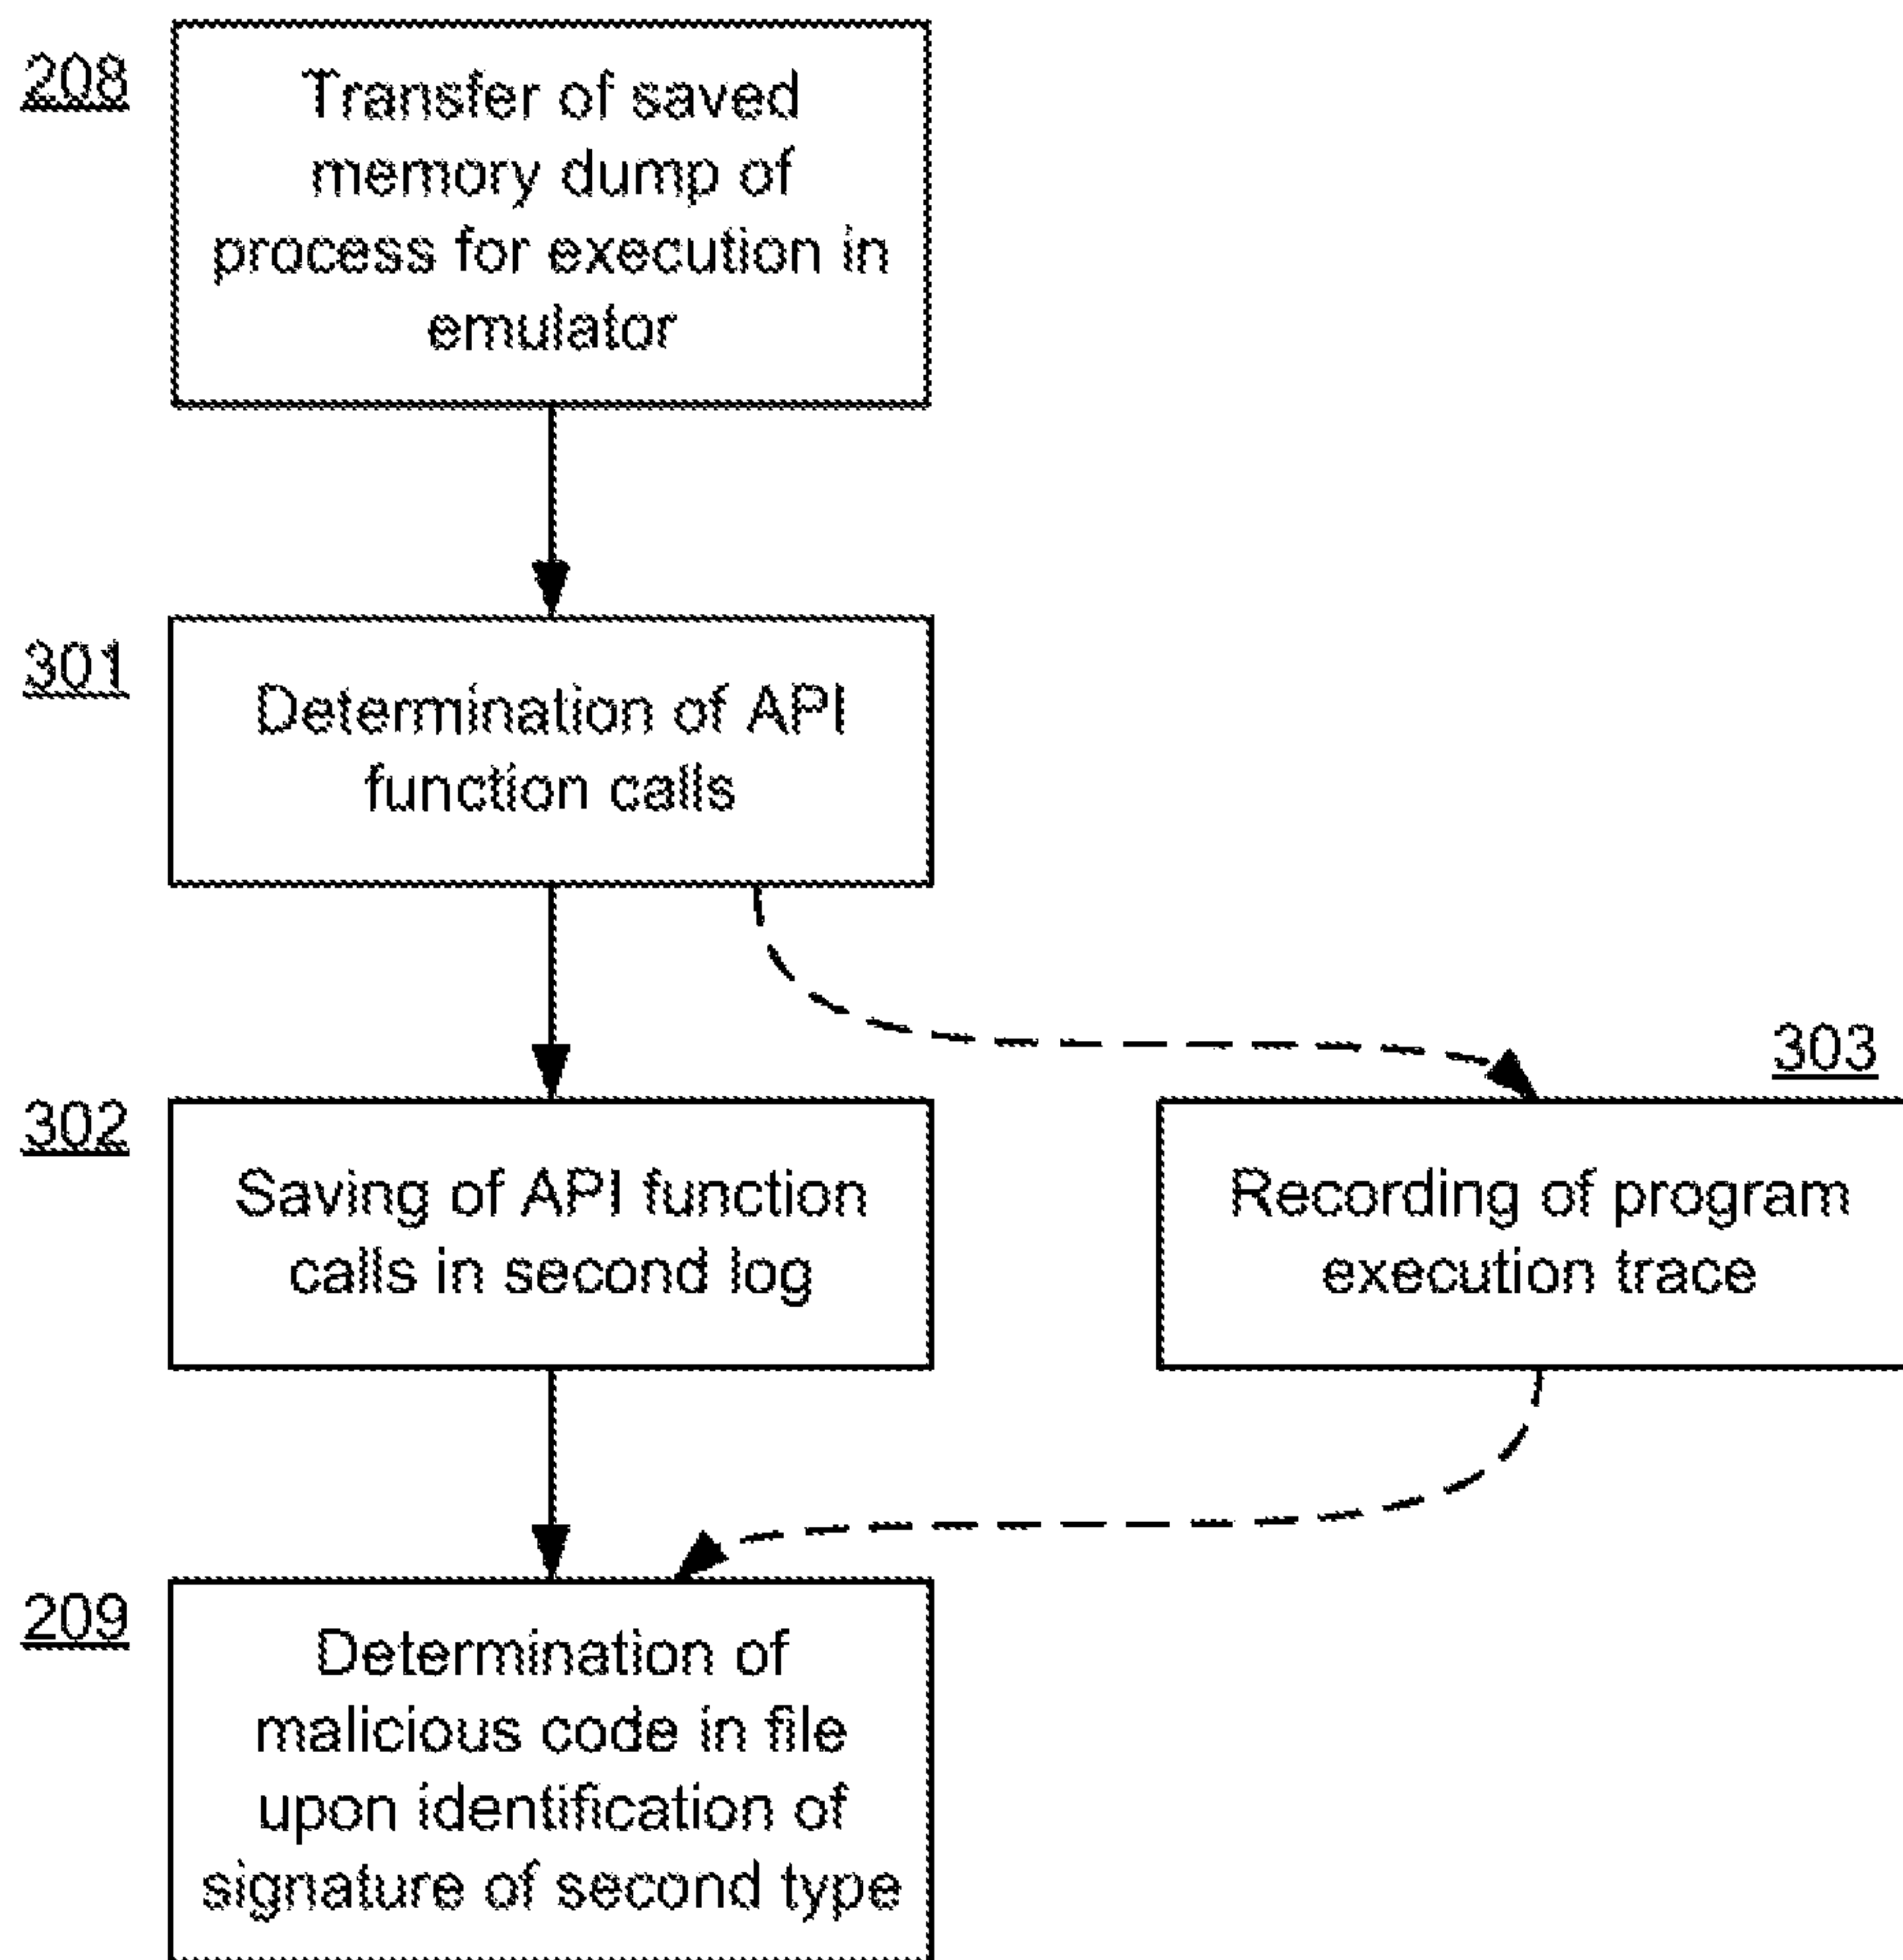 208
Transfer of saved
memory dump of
process for execution in
emulator
301
Determination of API
function calls
303
302
Saving of API function
calls in second log
Recording of program
execution trace
209
Determination of
malicious code in file
upon identification of
signature of second type